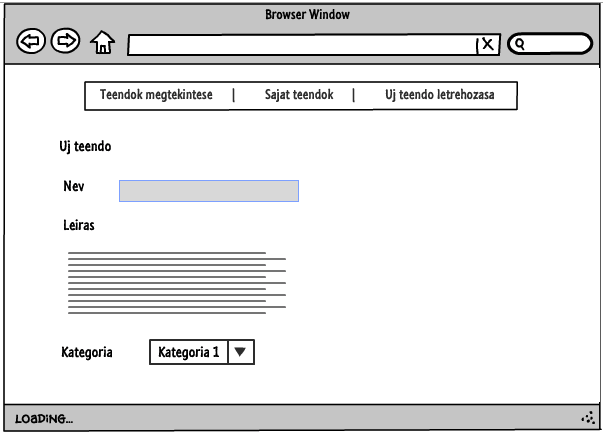 Browser Window
Teendok megtekintese | Sajat teendok | Uj teendo letrehozasa
Uj teendo
Nev
Leiras
Kategoria Kategoria 1
LOADING...